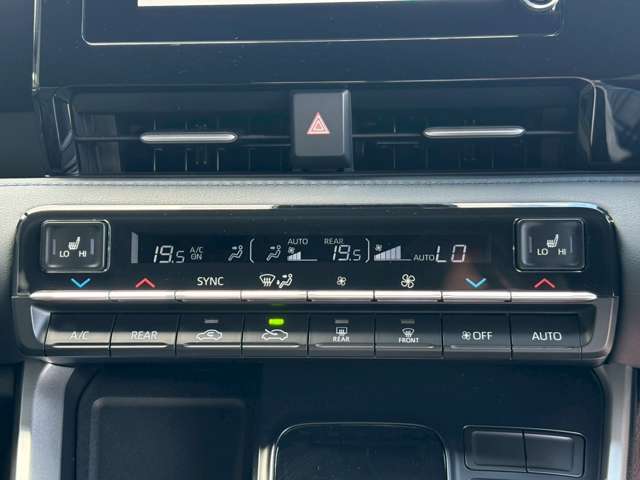 19.5 A/C ON AUTO REAR 19.5 AUTO LO
LO HI LO HI
SYNC
A/C REAR REAR FRONT OFF AUTO